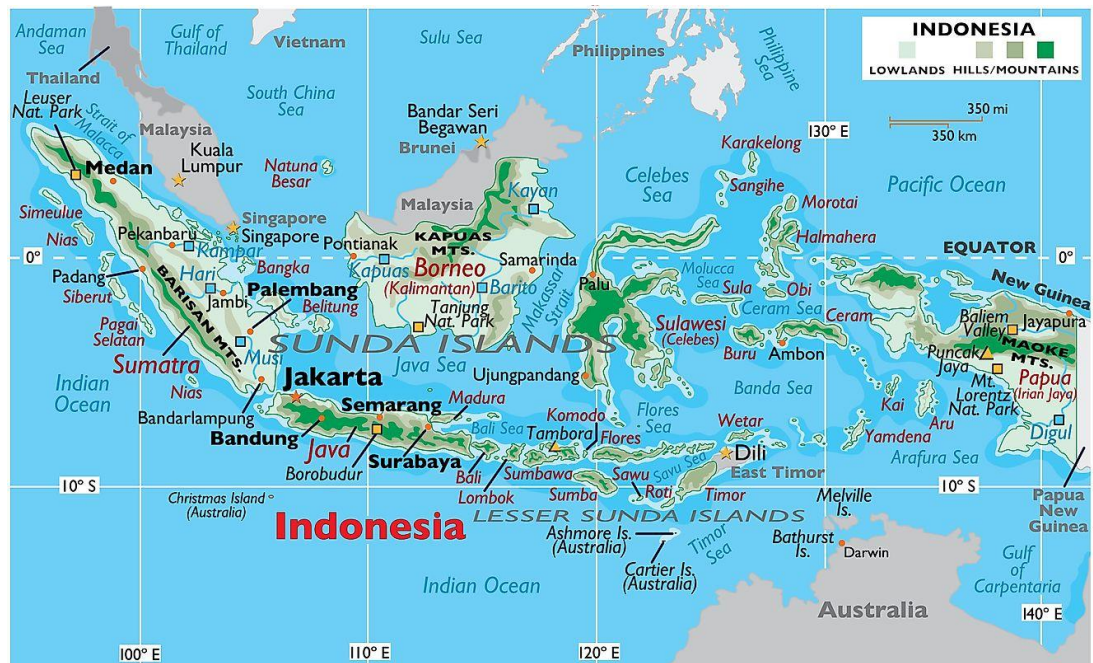 Andaman
Sea
Gulf of
Thailand
Vietnam
Sulu Sea
Philippines
Philippine
Sea
INDONESIA
LOWLANDS HILLS/MOUNTAINS
350 mi
350 km
Thailand
Leuser
Nat. Park
Strait of
Malacca
South China
Sea
Malaysia
Kuala
Lumpur
Bandar Seri
Begawan
Brunei
130° E
Karakelong
Medan
Natuna
Besar
Celebes
Sea
Sangihe
Pacific Ocean
Kayan
Malaysia
Morotai
Simeulue
Singapore
Singapore
Nias
Pekanbaru
Kampar
Pontianak
KAPUAS
MTS.
Halmahera
EQUATOR
0°
0°
Samarinda
Padang
Hari
Bangka
Kapuas
Borneo
(Kalimantan)
Barito
Makassar
Strait
Palu
Molucca
Sea
Sula
Obi
New Guinea
Siberut
BARISAN MTS.
Jambi
Palembang
Belitung
Tanjung
Nat. Park
Ceram Sea
Ceram
Baliem
Valley
Jayapura
Pagai
Selatan
Musi
SUNDA ISLANDS
Sulawesi
(Celebes)
Buru
Ambon
Puncak
Jaya
MAOKE
MTS.
Sumatra
Java Sea
Ujungpandang
Banda Sea
Mt.
Lorentz
Nat. Park
Papua
(Irian Jaya)
Indian
Ocean
Nias
Jakarta
Bandarlampung
Semarang
Madura
Komodo
Flores
Sea
Kai
Aru
Bandung
Java
Bali Sea
Tambora
Flores
Wetar
Yamdena
Digul
Borobudur
Surabaya
Bali
Lombok
Sumbawa
Sumba
Sawu
Savu Sea
Roti
Dili
East Timor
Timor
Arafura Sea
10° S
10° S
Christmas Island
(Australia)
Indonesia
LESSER SUNDA ISLANDS
Melville
Is.
Papua
New
Guinea
Ashmore Is.
(Australia)
Timor
Sea
Bathurst
Is.
Darwin
Cartier Is.
(Australia)
Gulf
of
Carpentaria
Indian Ocean
Australia
140° E
100° E
110° E
120° E